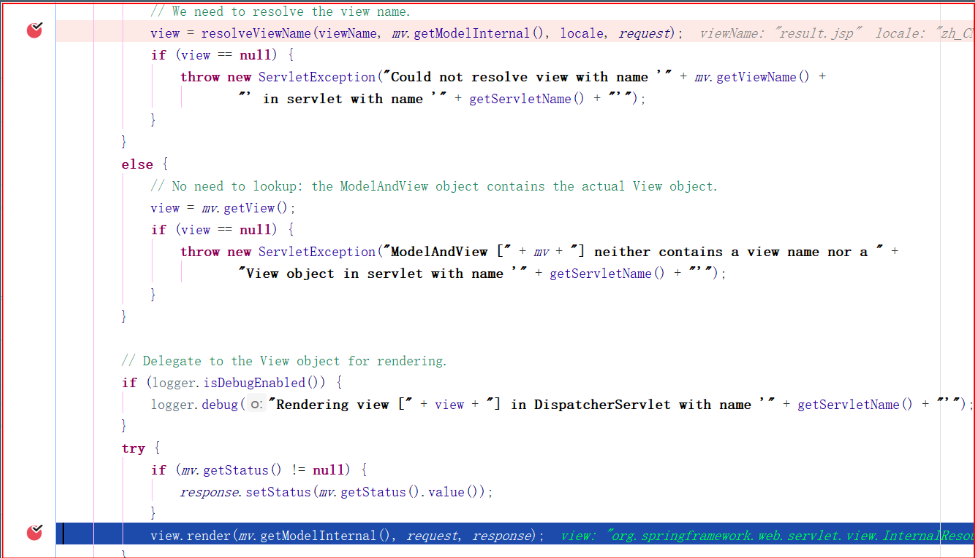 // We need to resolve the view name.
view = resolveViewName(viewName, mv.getModelInternal(), locale, request);  viewName: "result.jsp"  locale: "zh_C
if (view == null) {
throw new ServletException("Could not resolve view with name '" + mv.getViewName() +
"' in servlet with name '" + getServletName() + "'");
}
}
else {
// No need to lookup: the ModelAndView object contains the actual View object.
view = mv.getView();
if (view == null) {
throw new ServletException("ModelAndView [" + mv + "] neither contains a view name nor a " +
"View object in servlet with name '" + getServletName() + "'");
}
}
// Delegate to the View object for rendering.
if (logger.isDebugEnabled()) {
logger.debug( o: "Rendering view [" + view + "] in DispatcherServlet with name '" + getServletName() + "'");
}
try {
if (mv.getStatus() != null) {
response.setStatus(mv.getStatus().value());
}
view.render(mv.getModelInternal(), request, response);  view: "org.springframework.web.servlet.view.InternalReso
}